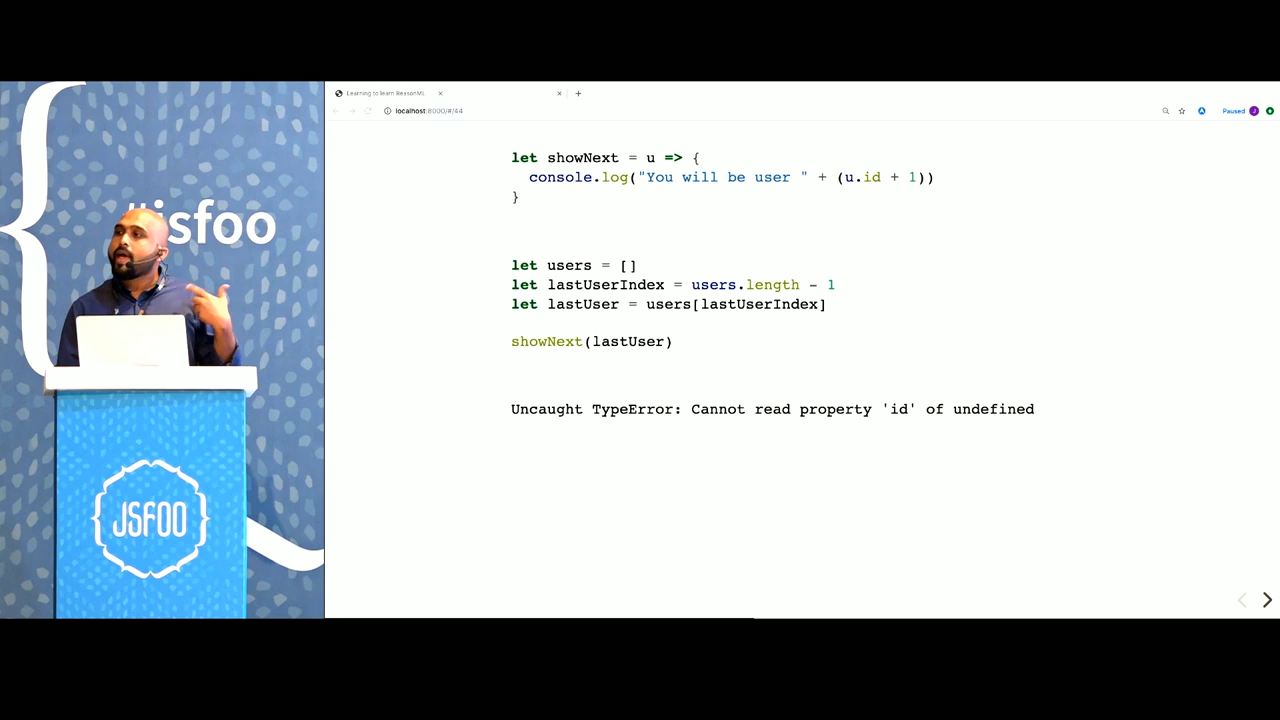 #jsfoo
JSFOO
Learning to learn ReasonML
localhost:8000/#/44
Paused
J
let showNext = u => {
console.log("You will be user " + (u.id + 1))
}
let users = []
let lastUserIndex = users.length - 1
let lastUser = users[lastUserIndex]
showNext(lastUser)
Uncaught TypeError: Cannot read property 'id' of undefined